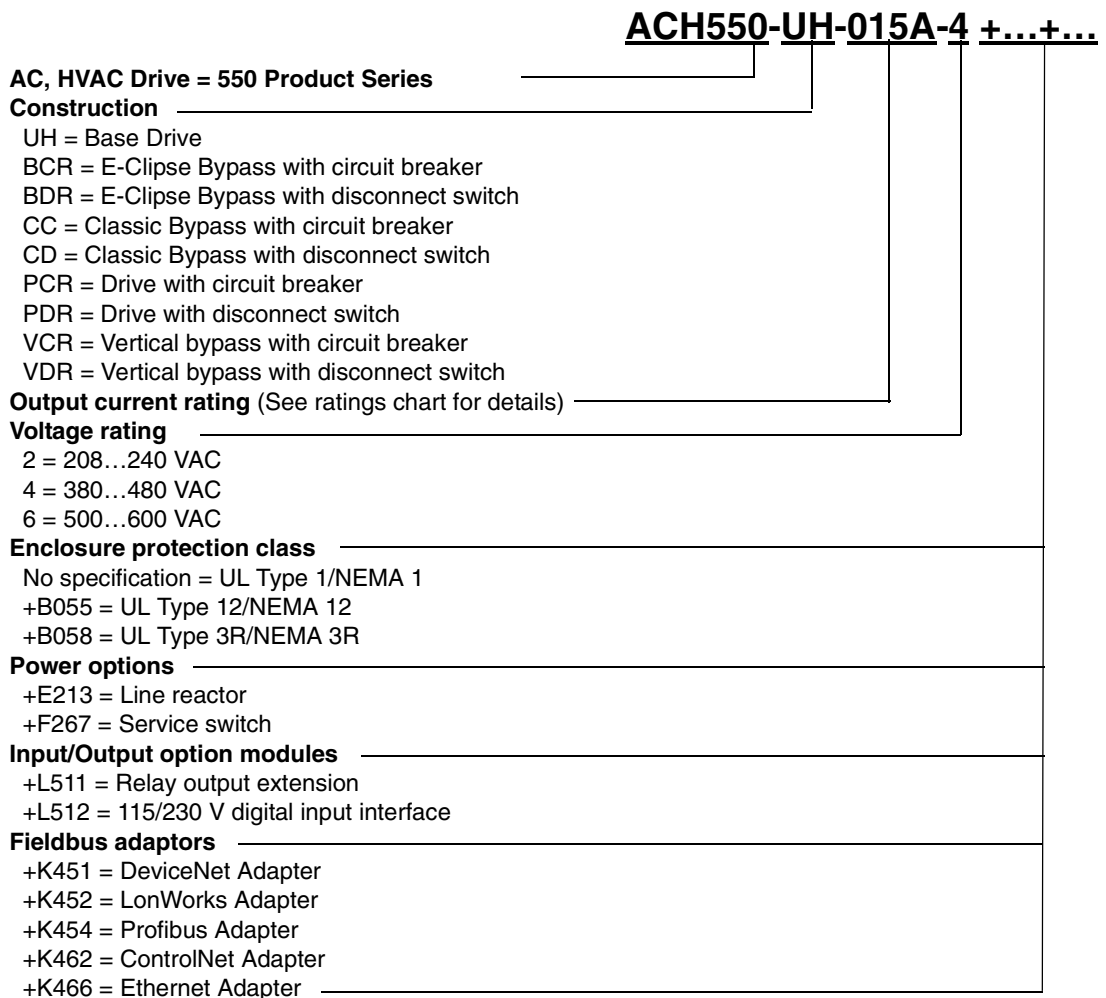 ACH550-UH-015A-4 +…+…
AC, HVAC Drive = 550 Product Series
Construction
UH = Base Drive
BCR = E-Clipse Bypass with circuit breaker
BDR = E-Clipse Bypass with disconnect switch
CC = Classic Bypass with circuit breaker
CD = Classic Bypass with disconnect switch
PCR = Drive with circuit breaker
PDR = Drive with disconnect switch
VCR = Vertical bypass with circuit breaker
VDR = Vertical bypass with disconnect switch
Output current rating (See ratings chart for details)
Voltage rating
2 = 208…240 VAC
4 = 380…480 VAC
6 = 500…600 VAC
Enclosure protection class
No specification = UL Type 1/NEMA 1
+B055 = UL Type 12/NEMA 12
+B058 = UL Type 3R/NEMA 3R
Power options
+E213 = Line reactor
+F267 = Service switch
Input/Output option modules
+L511 = Relay output extension
+L512 = 115/230 V digital input interface
Fieldbus adaptors
+K451 = DeviceNet Adapter
+K452 = LonWorks Adapter
+K454 = Profibus Adapter
+K462 = ControlNet Adapter
+K466 = Ethernet Adapter